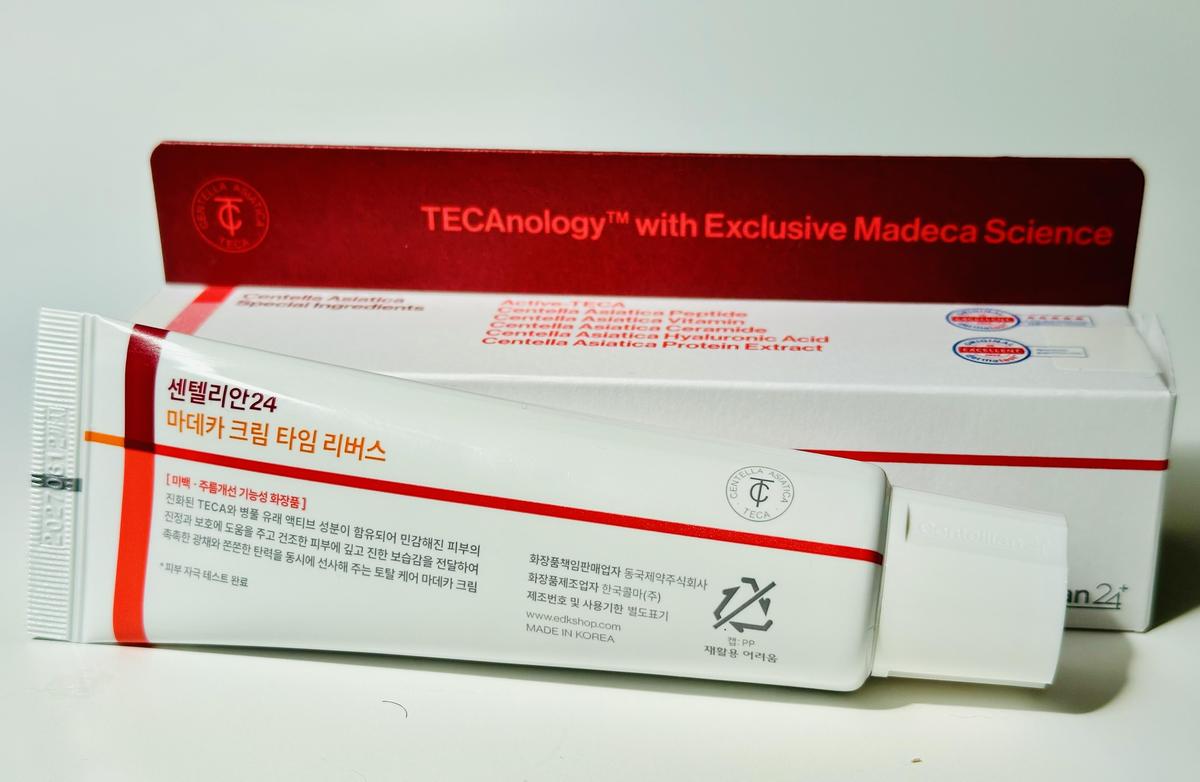 CENTELLA ASIATICA
TECA
TECAnology™ with Exclusive Madeca Science
Centella Asiatica
Special Ingredients
Active-TECA
Centella Asiatica Peptide
Centella Asiatica Vitamin
Centella Asiatica Ceramide
Centella Asiatica Hyaluronic Acid
Centella Asiatica Protein Extract
ORIGINAL
EXCELLENT
dermatest
ORIGINAL
EXCELLENT
dermatest
센텔리안24
마데카 크림 타임 리버스
[ 미백 · 주름개선 기능성 화장품 ]
진화된 TECA와 병풀 유래 액티브 성분이 함유되어 민감해진 피부의
진정과 보호에 도움을 주고 건조한 피부에 깊고 진한 보습감을 전달하여
촉촉한 광채와 쫀쫀한 탄력을 동시에 선사해 주는 토탈 케어 마데카 크림
*피부 자극 테스트 완료
CENTELLA ASIATICA
TECA
화장품책임판매업자 동국제약주식회사
화장품제조업자 한국콜마(주)
제조번호 및 사용기한 별도표기
www.edkshop.com
MADE IN KOREA
캡: PP
재활용 어려움
an24+